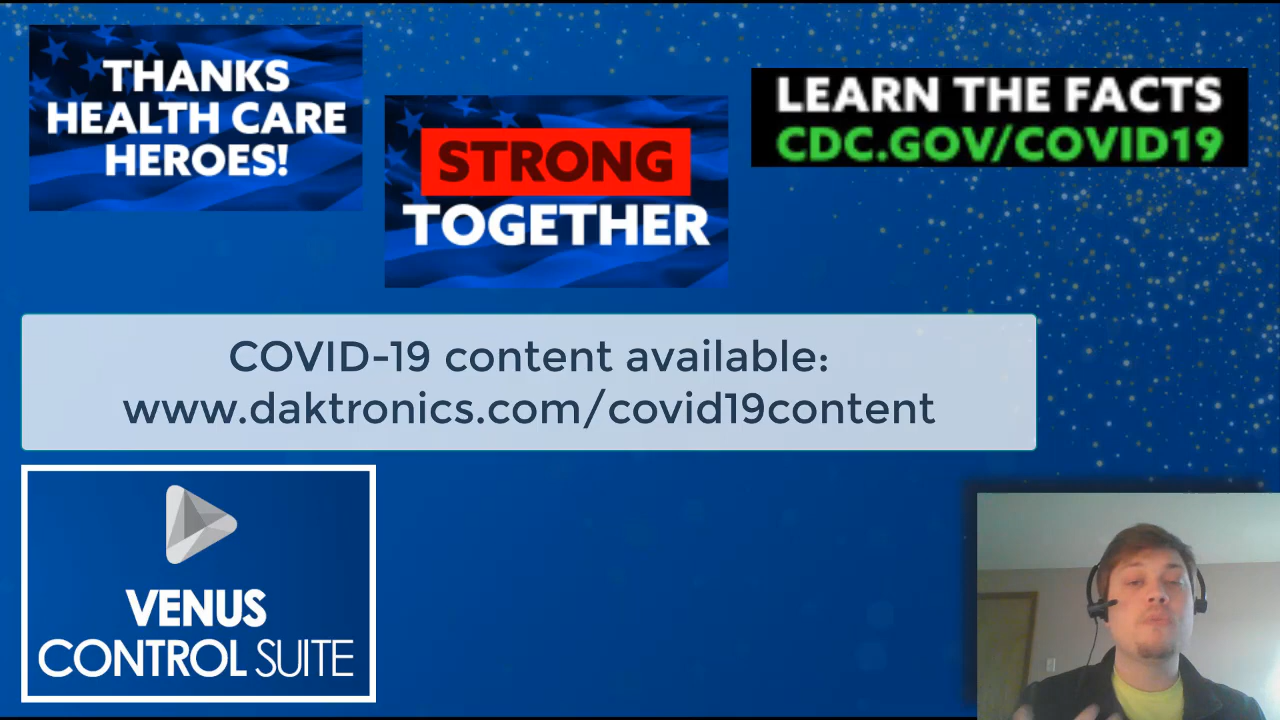 THANKS
HEALTH CARE
HEROES!
STRONG
TOGETHER
LEARN THE FACTS
CDC.GOV/COVID19
COVID-19 content available:
www.daktronics.com/covid19content
VENUS
CONTROL SUITE